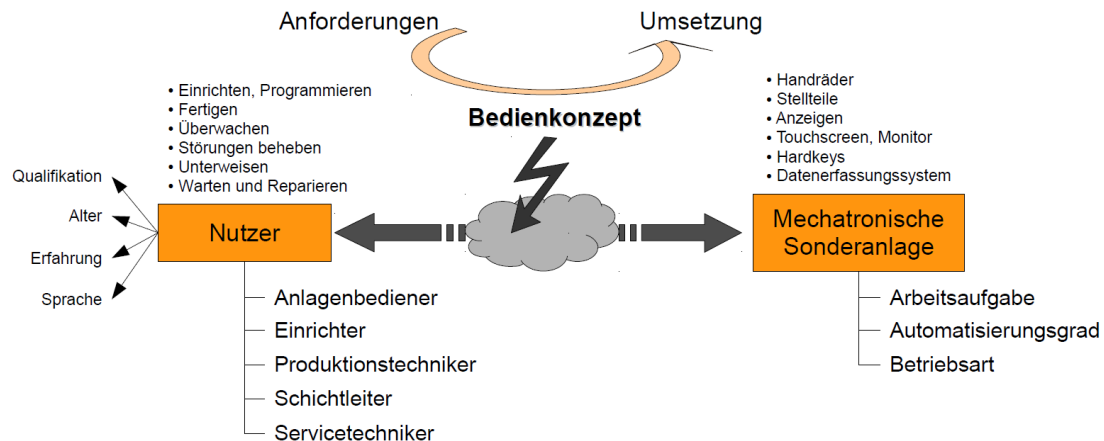 Anforderungen
Umsetzung
Bedienkonzept
• Einrichten, Programmieren
• Fertigen
• Überwachen
• Störungen beheben
• Unterweisen
• Warten und Reparieren
Qualifikation
Alter
Erfahrung
Sprache
Nutzer
Anlagenbediener
Einrichter
Produktionstechniker
Schichtleiter
Servicetechniker
• Handräder
• Stellteile
• Anzeigen
• Touchscreen, Monitor
• Hardkeys
• Datenerfassungssystem
Mechatronische
Sonderanlage
Arbeitsaufgabe
Automatisierungsgrad
Betriebsart